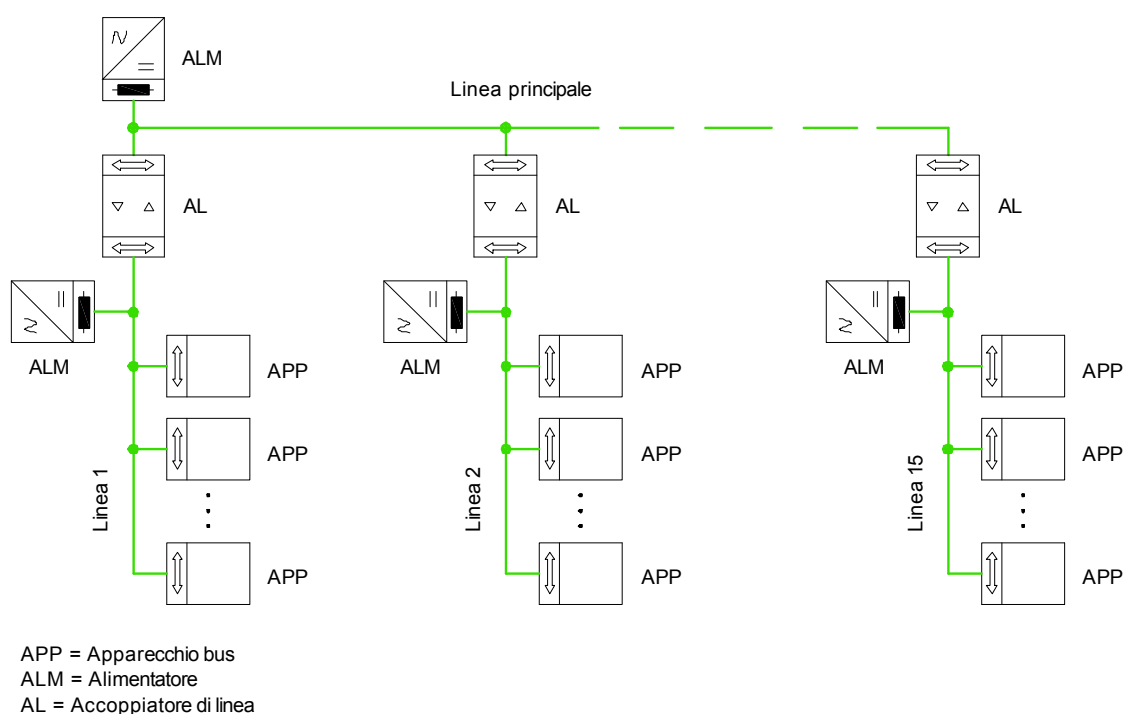 ALM
Linea principale
AL
AL
AL
ALM
ALM
ALM
APP
APP
APP
APP
APP
APP
Linea 1
Linea 2
Linea 15
APP
APP
APP
APP = Apparecchio bus
ALM = Alimentatore
AL = Accoppiatore di linea